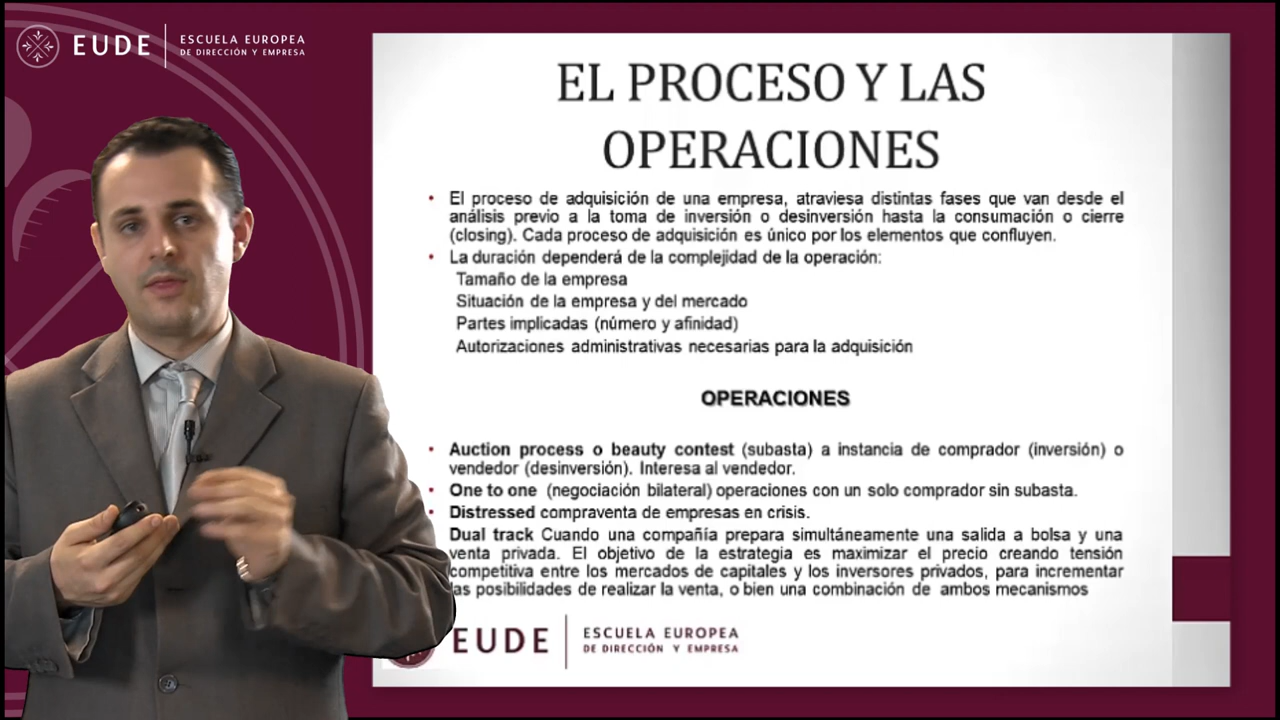 EUDE
ESCUELA EUROPEA
DE DIRECCIÓN Y EMPRESA
EL PROCESO Y LAS
OPERACIONES
• El proceso de adquisición de una empresa, atraviesa distintas fases que van desde el
análisis previo a la toma de inversión o desinversión hasta la consumación o cierre
(closing). Cada proceso de adquisición es único por los elementos que confluyen.
• La duración dependerá de la complejidad de la operación:
Tamaño de la empresa
Situación de la empresa y del mercado
Partes implicadas (número y afinidad)
Autorizaciones administrativas necesarias para la adquisición
OPERACIONES
• Auction process o beauty contest (subasta) a instancia de comprador (inversión) o
vendedor (desinversión). Interesa al vendedor.
• One to one (negociación bilateral) operaciones con un solo comprador sin subasta.
• Distressed compraventa de empresas en crisis.
Dual track Cuando una compañía prepara simultáneamente una salida a bolsa y una
venta privada. El objetivo de la estrategia es maximizar el precio creando tensión
competitiva entre los mercados de capitales y los inversores privados, para incrementar
las posibilidades de realizar la venta, o bien una combinación de ambos mecanismos
EUDE
ESCUELA EUROPEA
DE DIRECCIÓN Y EMPRESA